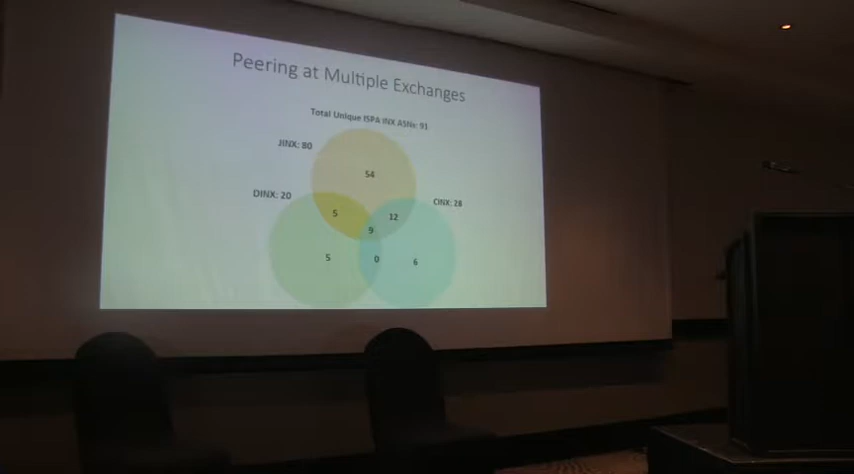 Peering at Multiple Exchanges
Total Unique ISPA INX ASNs: 91
JINX: 80
54
DINX: 20
CINX: 28
5
12
9
5
0
6